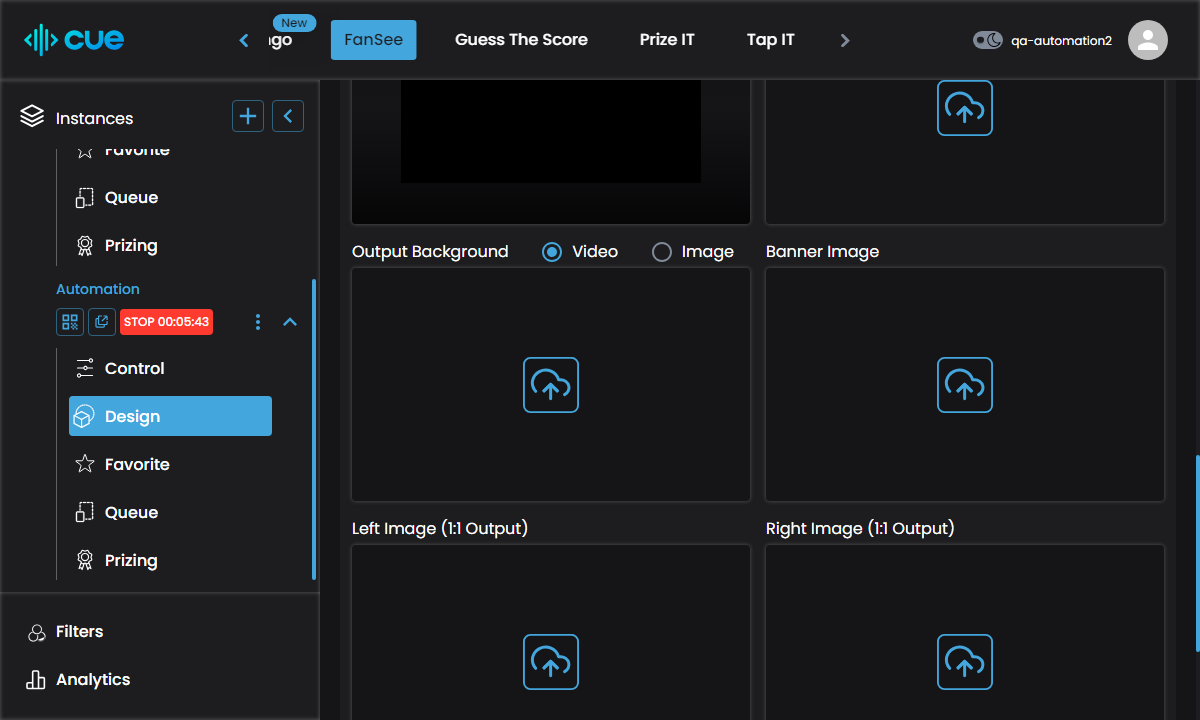 cue
New
FanSee
Guess The Score
Prize IT
Tap IT
qa-automation2
Instances
Favorite
Queue
Prizing
Automation
STOP 00:05:43
Control
Design
Favorite
Queue
Prizing
Filters
Analytics
Output Background
Video
Image
Banner Image
Left Image (1:1 Output)
Right Image (1:1 Output)